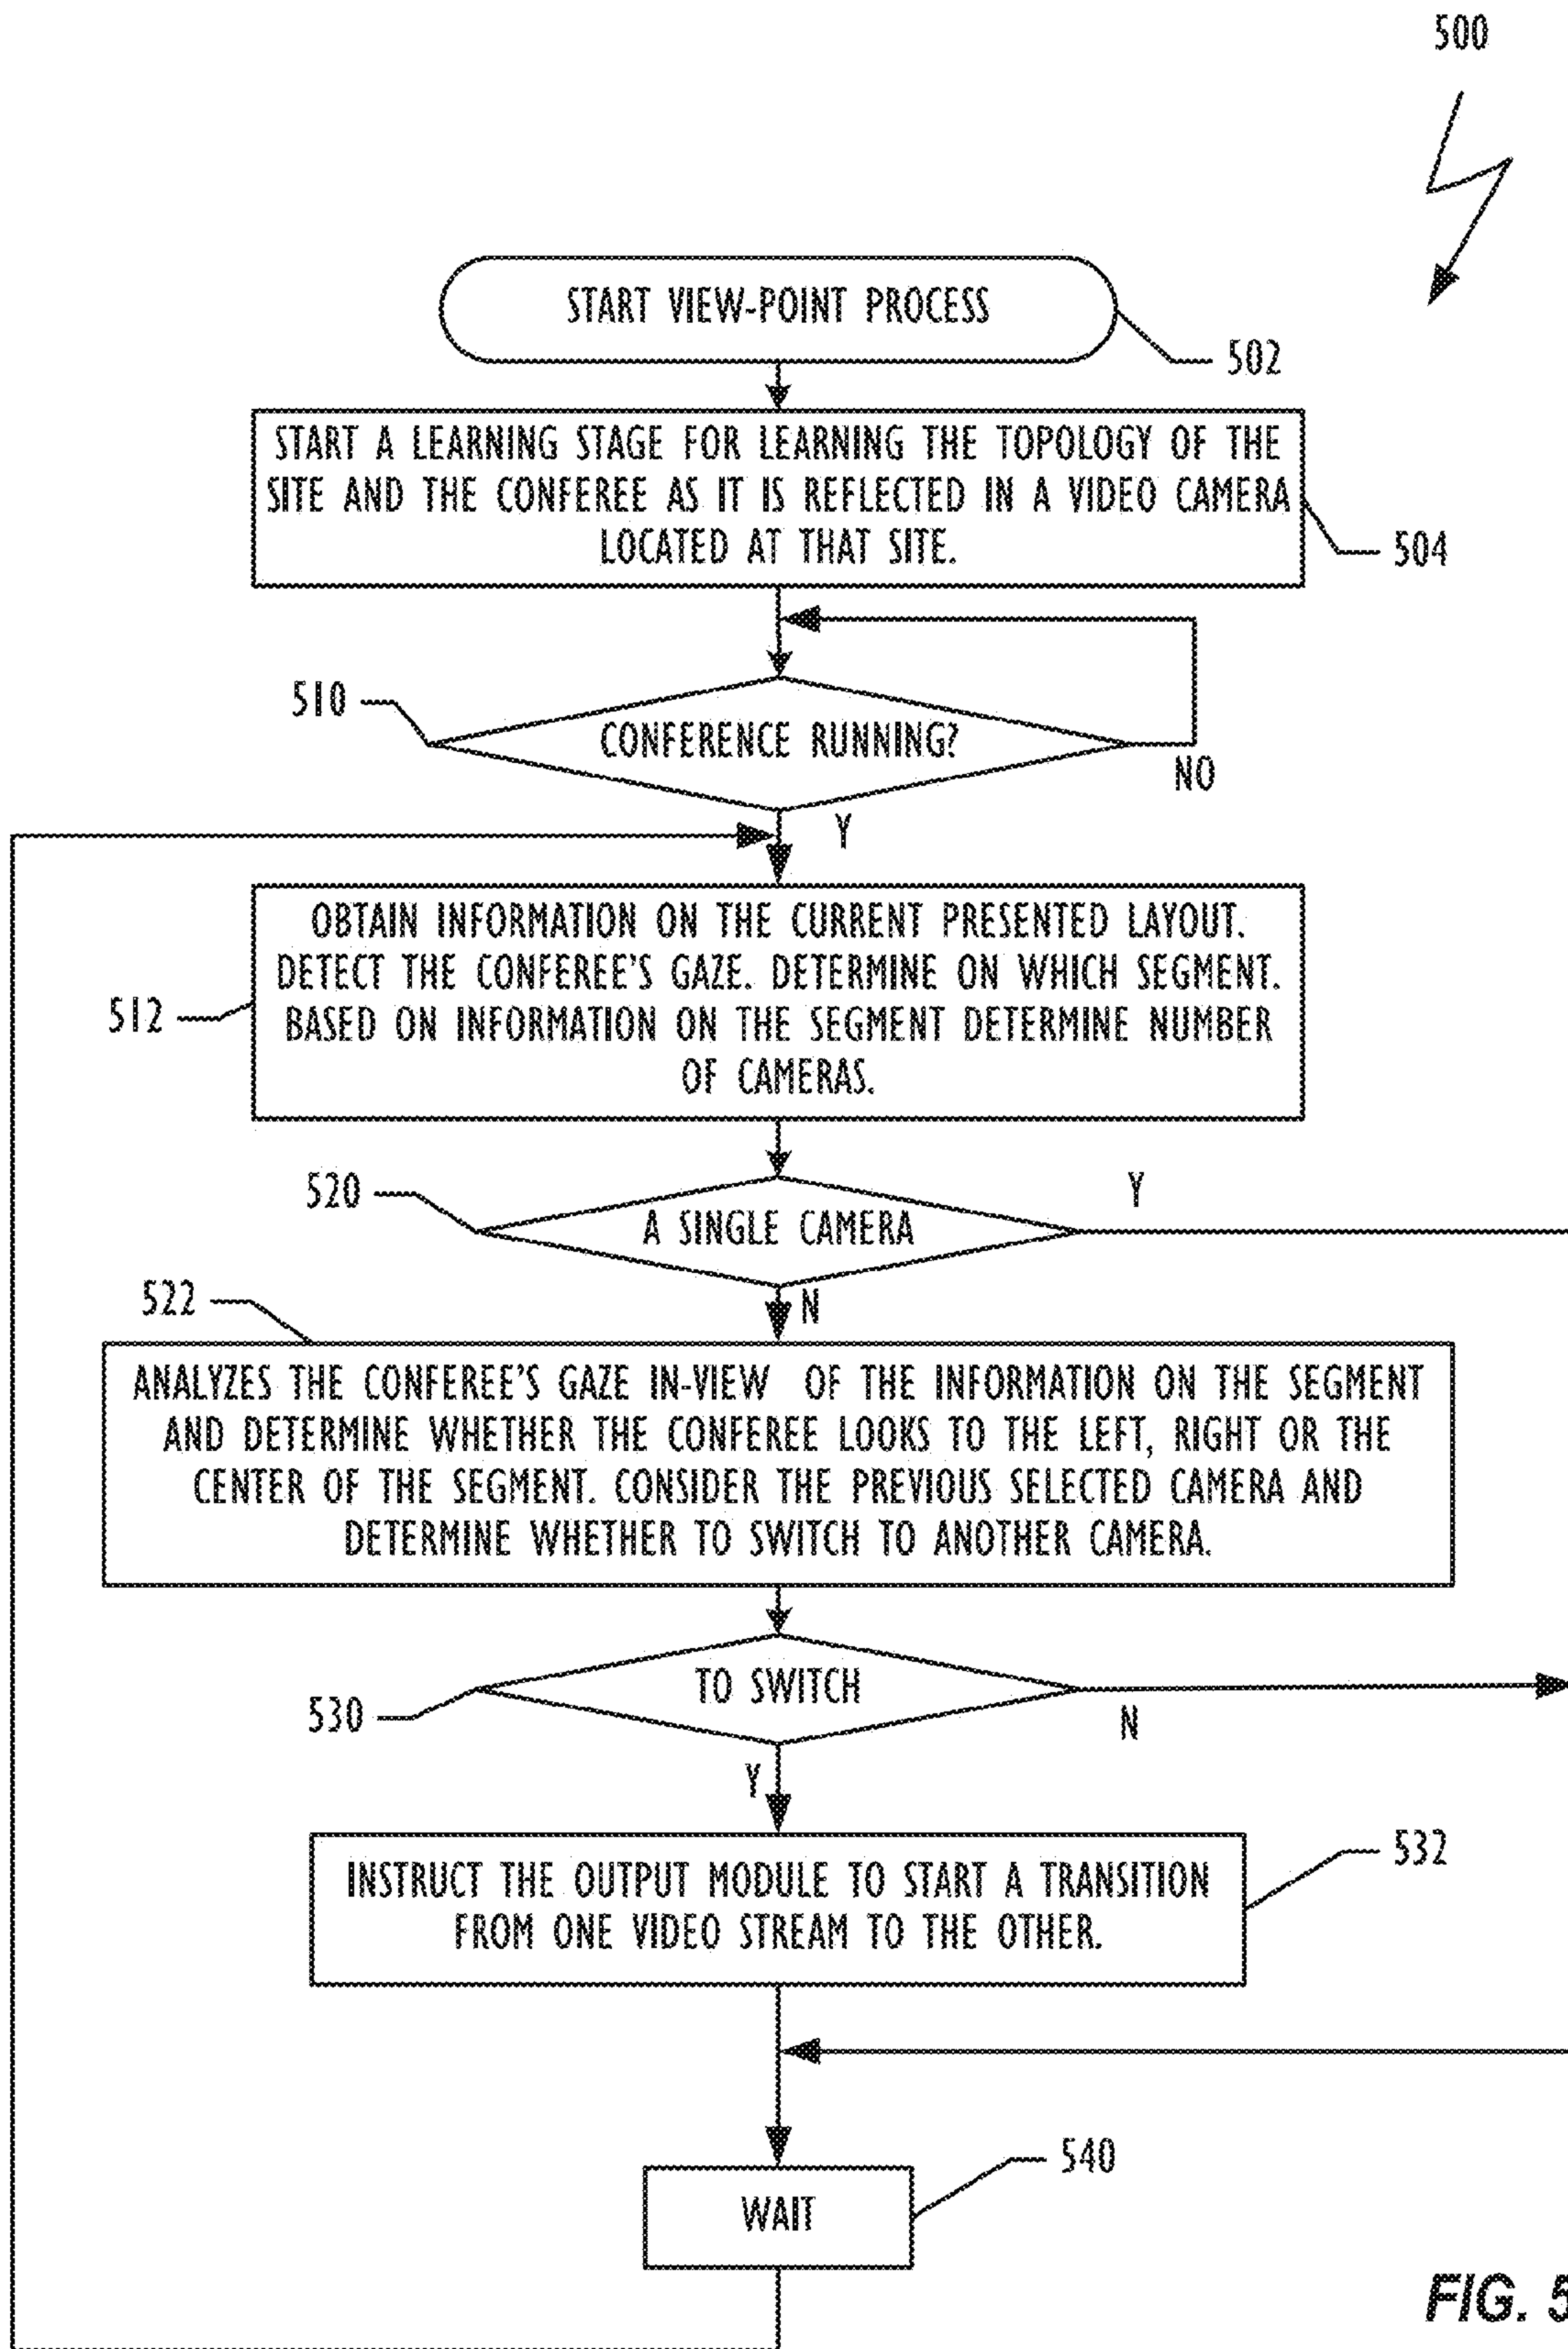 500
START VIEW-POINT PROCESS
502
START A LEARNING STAGE FOR LEARNING THE TOPOLOGY OF THE
SITE AND THE CONFEREE AS IT IS REFLECTED IN A VIDEO CAMERA
LOCATED AT THAT SITE.
504
510
CONFERENCE RUNNING?
NO
Y
OBTAIN INFORMATION ON THE CURRENT PRESENTED LAYOUT.
DETECT THE CONFEREE'S GAZE. DETERMINE ON WHICH SEGMENT.
BASED ON INFORMATION ON THE SEGMENT DETERMINE NUMBER
OF CAMERAS.
512
520
A SINGLE CAMERA
Y
N
522
ANALYZES THE CONFEREE'S GAZE IN-VIEW OF THE INFORMATION ON THE SEGMENT
AND DETERMINE WHETHER THE CONFEREE LOOKS TO THE LEFT, RIGHT OR THE
CENTER OF THE SEGMENT. CONSIDER THE PREVIOUS SELECTED CAMERA AND
DETERMINE WHETHER TO SWITCH TO ANOTHER CAMERA.
TO SWITCH
530
N
Y
532
INSTRUCT THE OUTPUT MODULE TO START A TRANSITION
FROM ONE VIDEO STREAM TO THE OTHER.
540
WAIT
FIG. 5